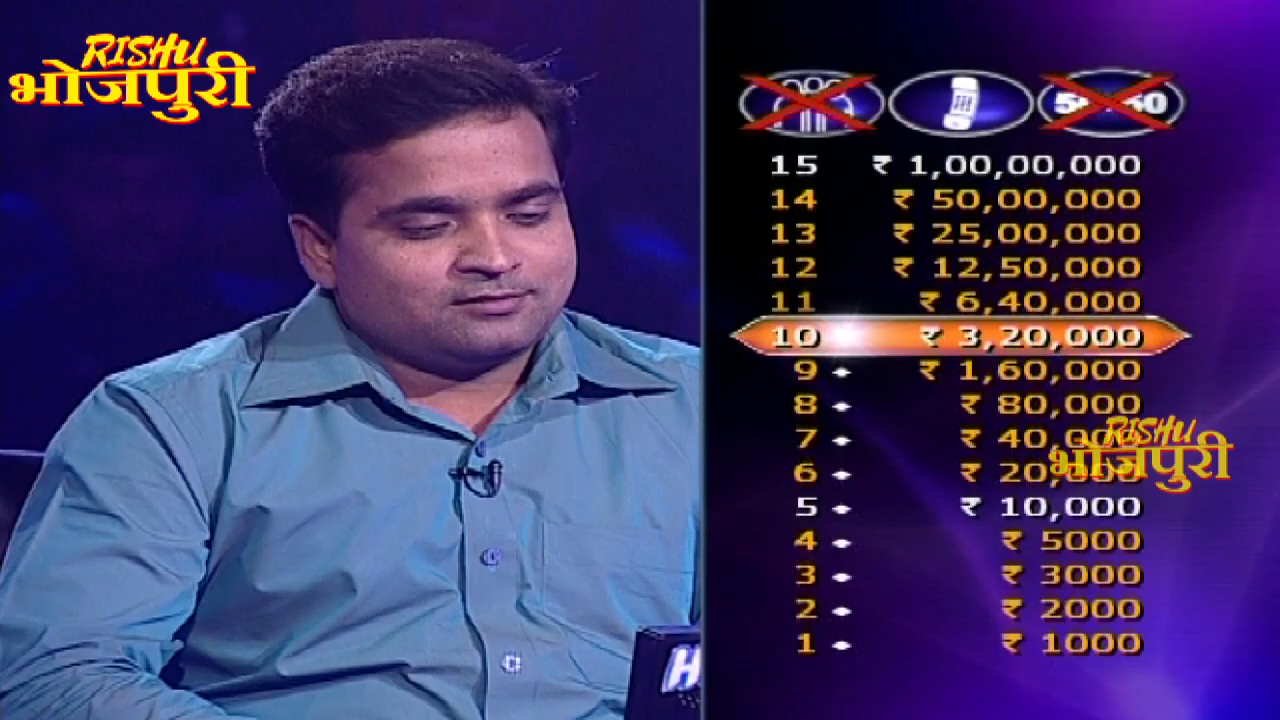 RISHU
भोजपुरी
15 ₹ 1,00,00,000
14 ₹ 50,00,000
13 ₹ 25,00,000
12 ₹ 12,50,000
11 ₹ 6,40,000
10 ₹ 3,20,000
9 ₹ 1,60,000
8 ₹ 80,000
7 ₹ 40,000
6 ₹ 20,000
5 ₹ 10,000
4 ₹ 5000
3 ₹ 3000
2 ₹ 2000
1 ₹ 1000
RISHU
भोजपुरी
H